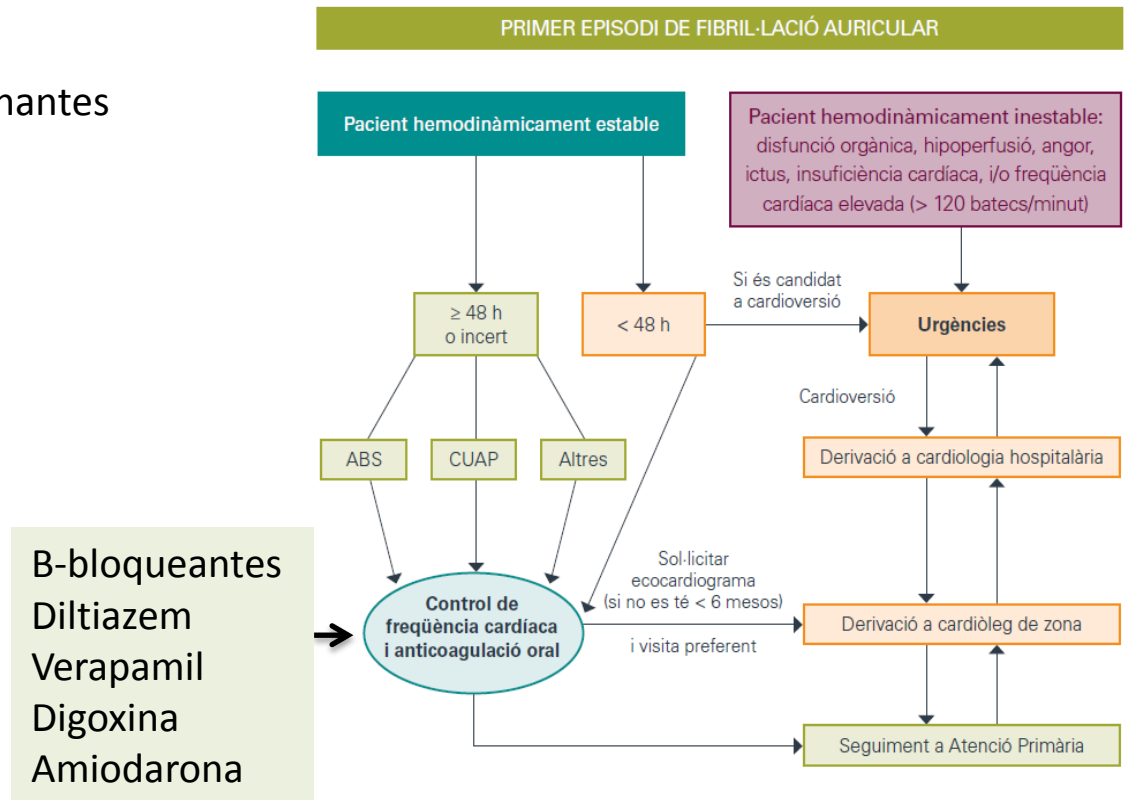 PRIMER EPISODI DE FIBRIL·LACIÓ AURICULAR
nantes
Pacient hemodinàmicament estable
Pacient hemodinàmicament inestable:
disfunció orgànica, hipoperfusió, angor,
ictus, insuficiència cardíaca, i/o freqüència
cardíaca elevada (> 120 batecs/minut)
Si és candidat
a cardioversió
≥ 48 h
o incert
< 48 h
Urgències
Cardioversió
ABS
CUAP
Altres
Derivació a cardiologia hospitalària
B-bloqueantes
Diltiazem
Verapamil
Digoxina
Amiodarona
Control de
freqüència cardíaca
i anticoagulació oral
Sol·licitar
ecocardiograma
(si no es té < 6 mesos)
i visita preferent
Derivació a cardiòleg de zona
Seguiment a Atenció Primària